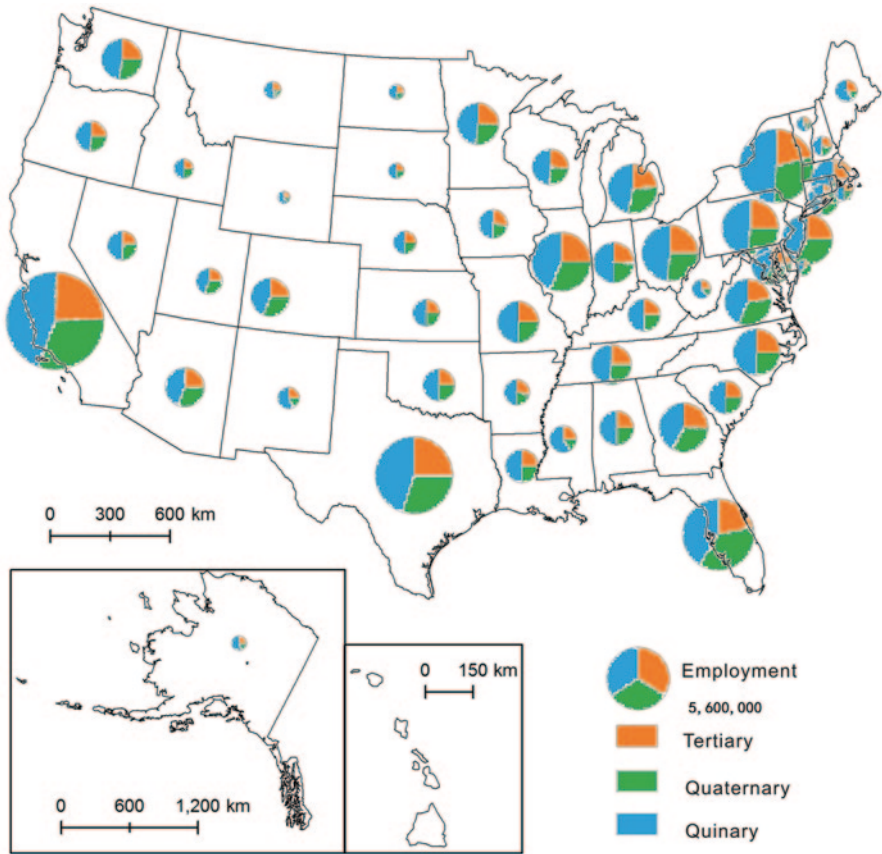 0 300 600 km
0 150 km
Employment
5, 600, 000
Tertiary
Quaternary
Quinary
0 600 1,200 km